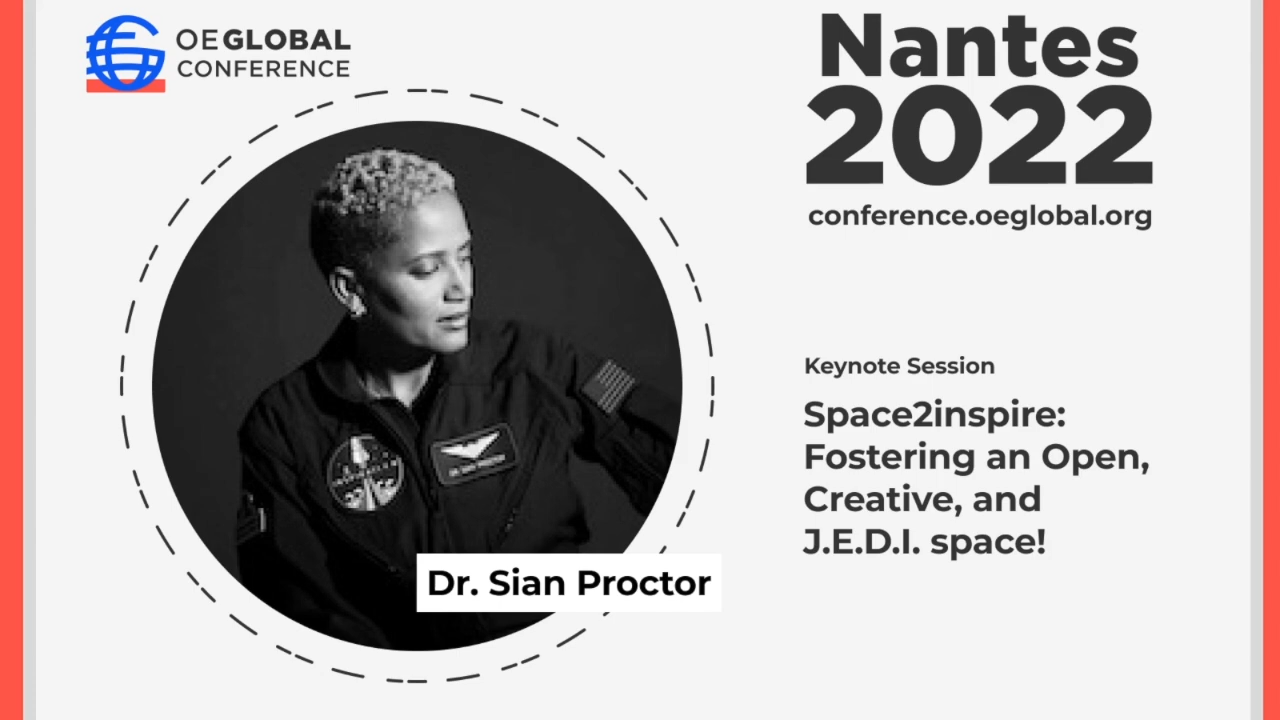 OEGLOBAL
CONFERENCE
Nantes
2022
conference.oeglobal.org
Keynote Session
Space2inspire:
Fostering an Open,
Creative, and
J.E.D.I. space!
Dr. Sian Proctor